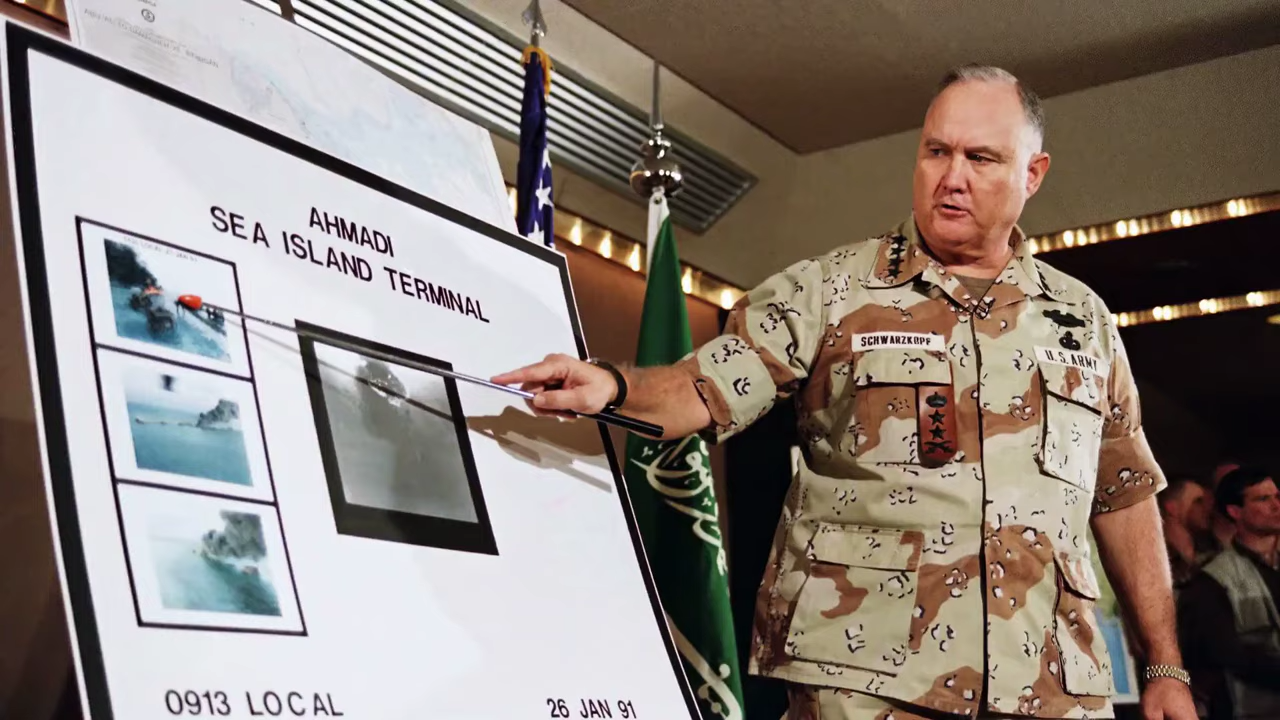 AHMADI
SEA ISLAND TERMINAL
0913 LOCAL
26 JAN 91
SCHWARZKOPF
U.S. ARMY